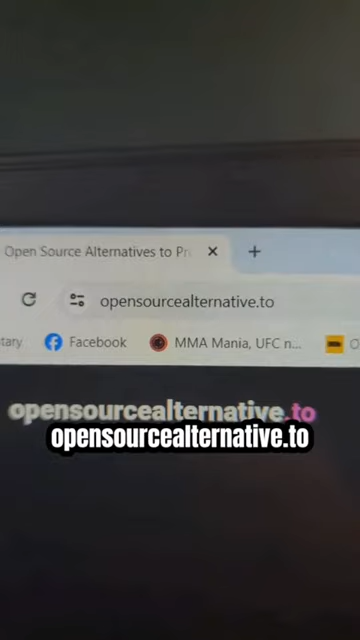 Open Source Alternatives to Pr
opensourcealternative.to
tary
Facebook
MMA Mania, UFC n...
opensourcealternative.to
opensourcealternative.to